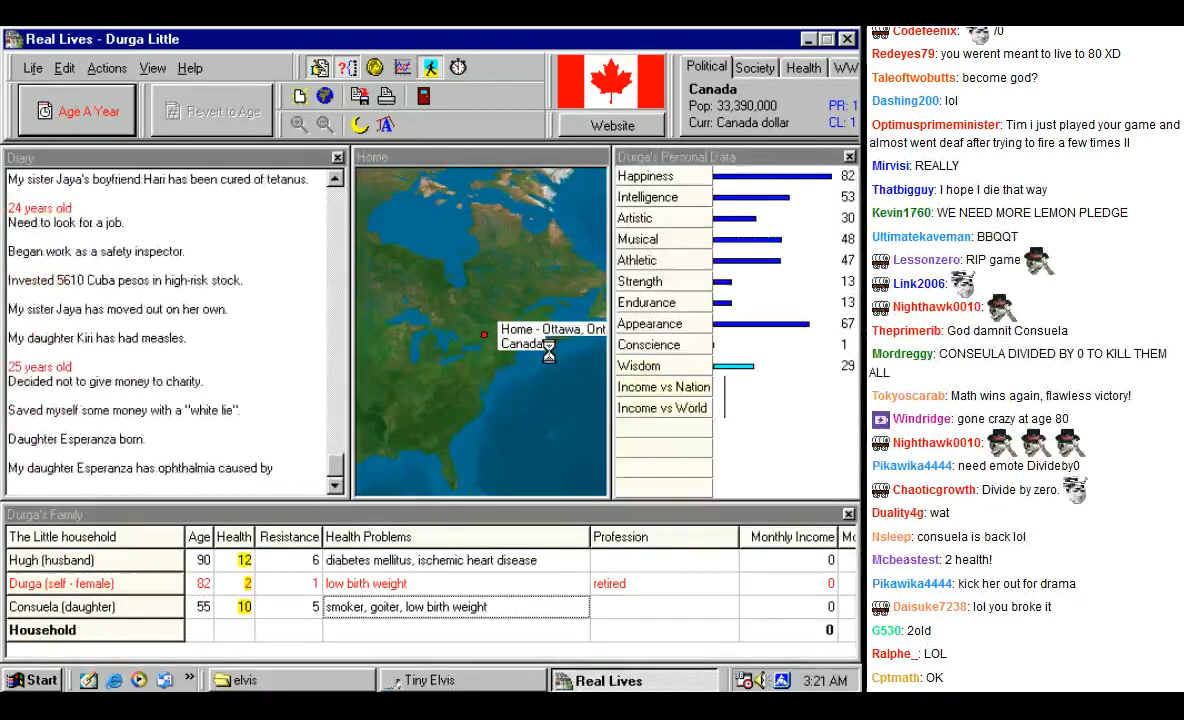 Real Lives - Durga Little
Life Edit Actions View Help
Age A Year
Revert to Age
Website
Political Society Health WW
Canada
Pop: 33,390,000 PR: 1
Curr: Canada dollar CL: 1
Diary
My sister Jaya's boyfriend Hari has been cured of tetanus.
24 years old
Need to look for a job.
Began work as a safety inspector.
Invested 5610 Cuba pesos in high-risk stock.
My sister Jaya has moved out on her own.
My daughter Kiri has had measles.
25 years old
Decided not to give money to charity.
Saved myself some money with a "white lie".
Daughter Esperanza born.
My daughter Esperanza has ophthalmia caused by
Home
Home - Ottawa, Ont
Canada
Durga's Personal Data
Happiness 82
Intelligence 53
Artistic 30
Musical 48
Athletic 47
Strength 13
Endurance 13
Appearance 67
Conscience 1
Wisdom 29
Income vs Nation
Income vs World
Durga's Family
The Little household Age Health Resistance Health Problems Profession Monthly Income Mo
Hugh (husband) 90 12 6 diabetes mellitus, ischemic heart disease 0
Durga (self - female) 82 2 1 low birth weight retired 0
Consuela (daughter) 55 10 5 smoker, goiter, low birth weight 0
Household 0
Start » elvis Tiny Elvis Real Lives 3:21 AM
Codefeenix: /0
Redeyes79: you werent meant to live to 80 XD
Taleoftwobutts: become god?
Dashing200: lol
Optimusprimeminister: Tim i just played your game and
almost went deaf after trying to fire a few times II
Mirvisi: REALLY
Thatbigguy: I hope I die that way
Kevin1760: WE NEED MORE LEMON PLEDGE
Ultimatekaveman: BBQQT
Lessonzero: RIP game
Link2006:
Nighthawk0010:
Theprimerib: God damnit Consuela
Mordreggy: CONSEULA DIVIDED BY 0 TO KILL THEM
ALL
Tokyoscarab: Math wins again, flawless victory!
Windridge: gone crazy at age 80
Nighthawk0010:
Pikawika4444: need emote Divideby0
Chaoticgrowth: Divide by zero.
Duality4g: wat
Nsleep: consuela is back lol
Mcbeastest: 2 health!
Pikawika4444: kick her out for drama
Daisuke7238: lol you broke it
G530: 2old
Ralphe_: LOL
Cptmath: OK